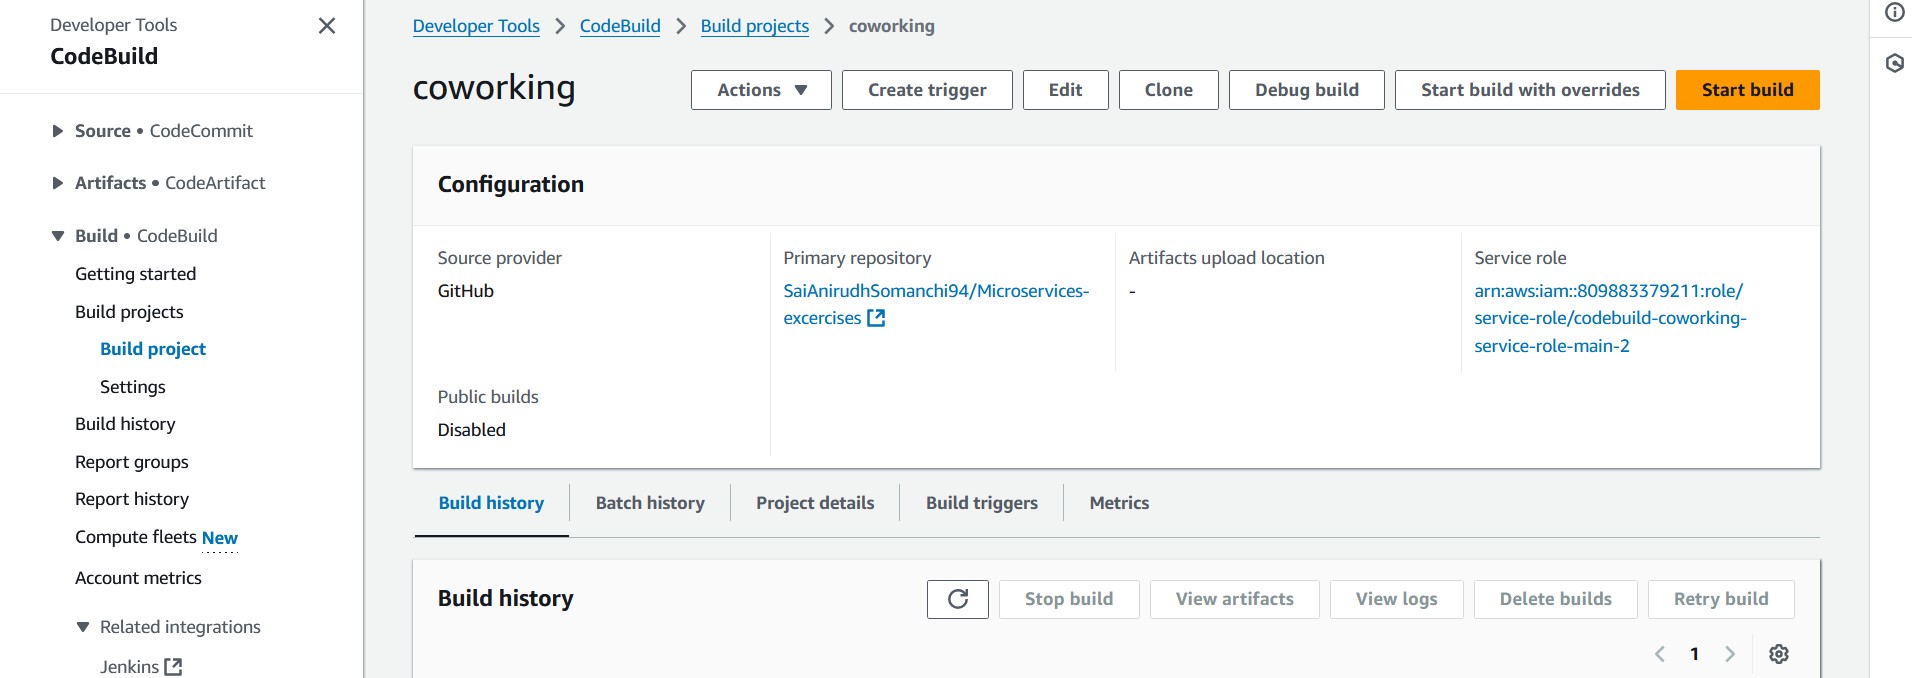 Developer Tools
CodeBuild
Source • CodeCommit
Artifacts • CodeArtifact
Build • CodeBuild
Getting started
Build projects
Build project
Settings
Build history
Report groups
Report history
Compute fleets New
Account metrics
Related integrations
Jenkins
Developer Tools > CodeBuild > Build projects > coworking
coworking
Actions Create trigger Edit Clone Debug build Start build with overrides Start build
Configuration
Source provider
GitHub
Primary repository
SaiAnirudhSomanchi94/Microservices-
excercises
Artifacts upload location
-
Service role
arn:aws:iam::809883379211:role/
service-role/codebuild-coworking-
service-role-main-2
Public builds
Disabled
Build history Batch history Project details Build triggers Metrics
Build history
Stop build View artifacts View logs Delete builds Retry build
< 1 >